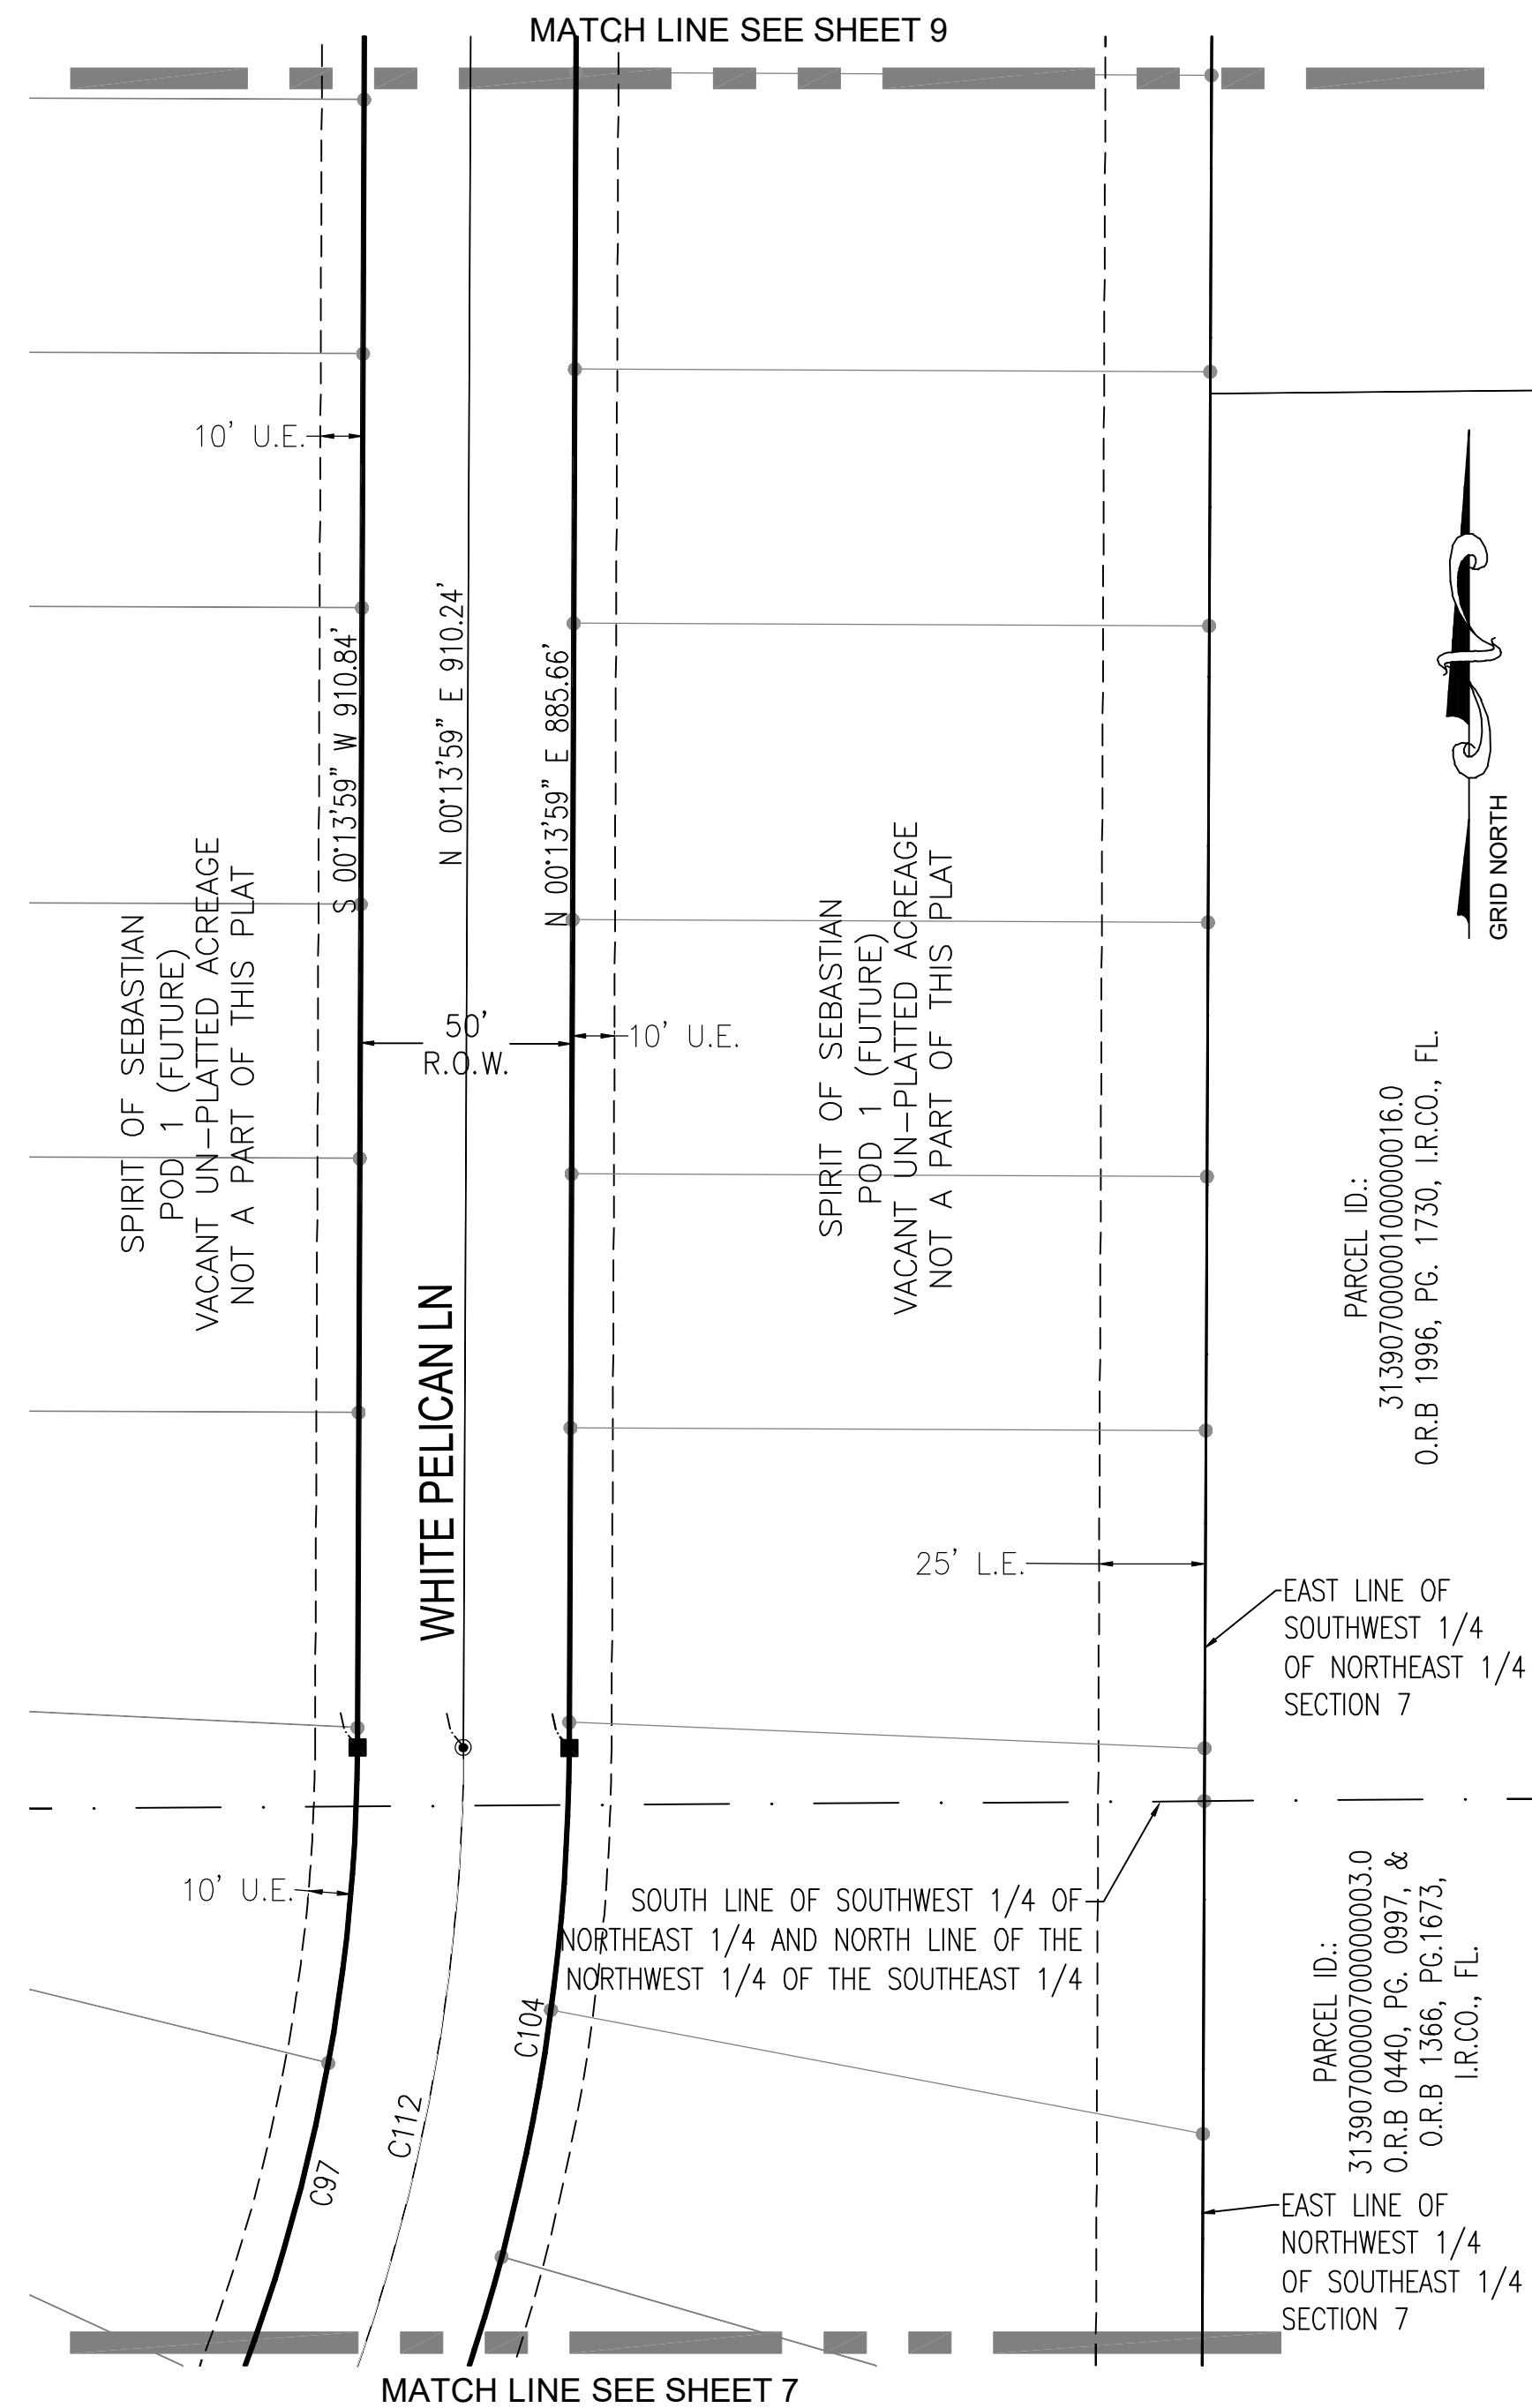 MATCH LINE SEE SHEET 9
10' U.E.
S 00°13'59" W 910.84'
N 00°13'59" E 910.24'
N 00°13'59" E 885.66'
GRID NORTH
SPIRIT OF SEBASTIAN
POD 1 (FUTURE)
VACANT UN-PLATTED ACREAGE
NOT A PART OF THIS PLAT
50'
R.O.W.
10' U.E.
SPIRIT OF SEBASTIAN
POD 1 (FUTURE)
VACANT UN-PLATTED ACREAGE
NOT A PART OF THIS PLAT
PARCEL ID.:
31390700000100000016.0
O.R.B 1996, PG. 1730, I.R.CO., FL.
WHITE PELICAN LN
25' L.E.
EAST LINE OF
SOUTHWEST 1/4
OF NORTHEAST 1/4
SECTION 7
10' U.E.
SOUTH LINE OF SOUTHWEST 1/4 OF
NORTHEAST 1/4 AND NORTH LINE OF THE
NORTHWEST 1/4 OF THE SOUTHEAST 1/4
PARCEL ID.:
31390700000700000003.0
O.R.B 0440, PG. 0997, &
O.R.B 1366, PG.1673,
I.R.CO., FL.
C104
C112
C97
EAST LINE OF
NORTHWEST 1/4
OF SOUTHEAST 1/4
SECTION 7
MATCH LINE SEE SHEET 7